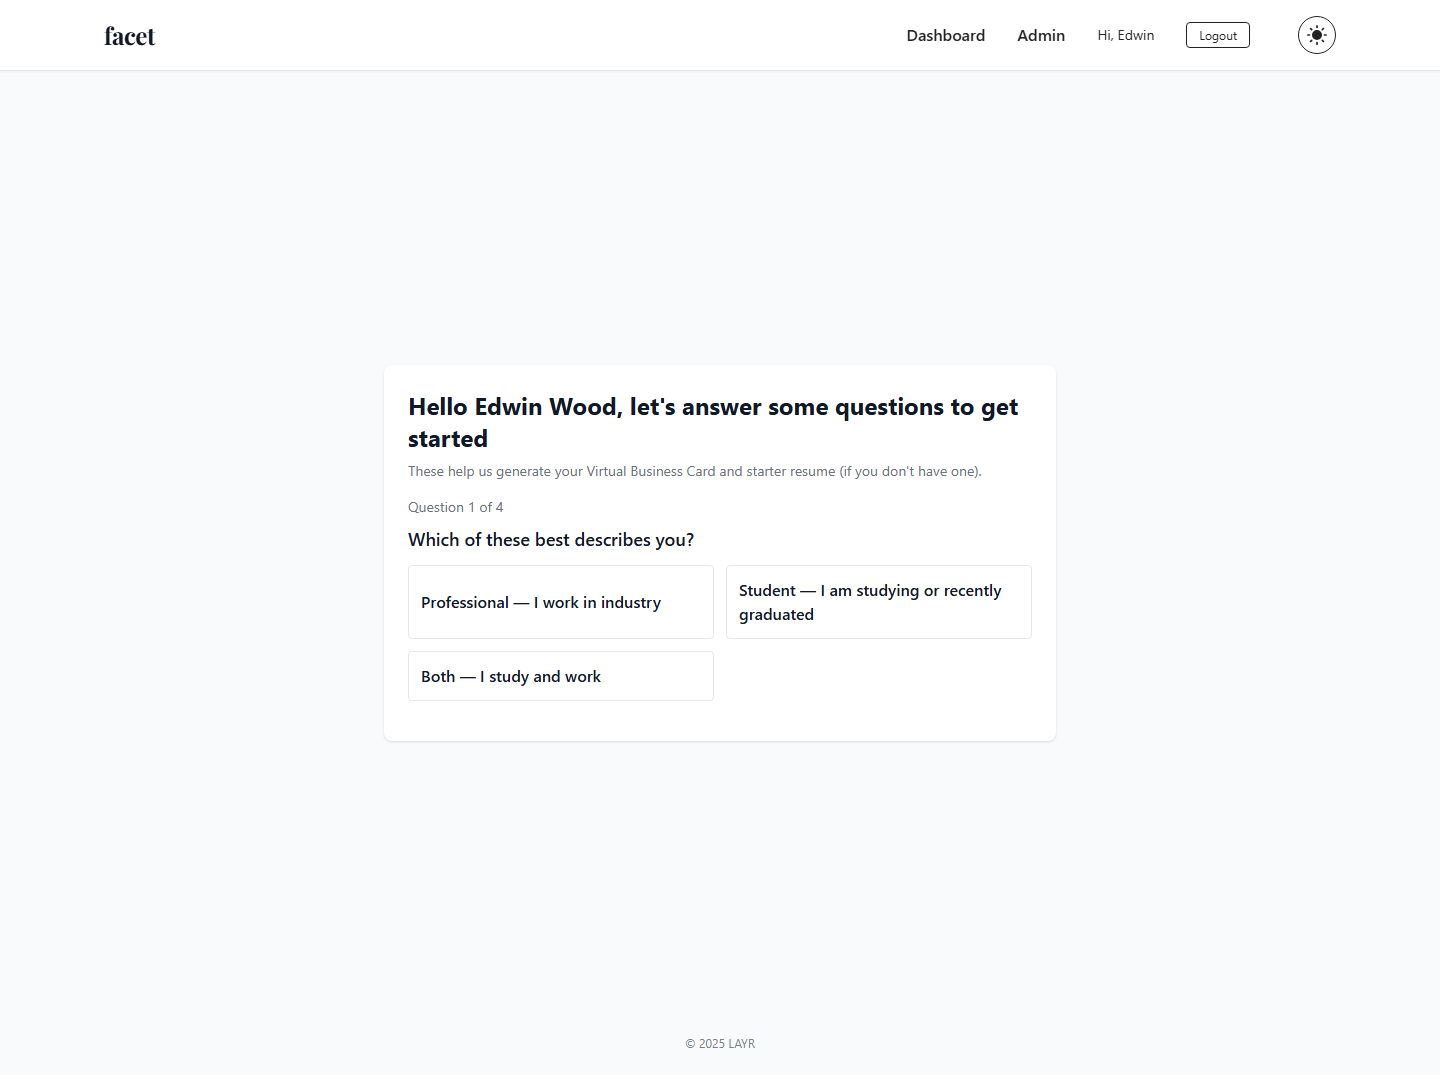 facet
Dashboard
Admin
Hi, Edwin
Logout
Hello Edwin Wood, let's answer some questions to get
started
These help us generate your Virtual Business Card and starter resume (if you don't have one).
Question 1 of 4
Which of these best describes you?
Professional — I work in industry
Student — I am studying or recently
graduated
Both — I study and work
© 2025 LAYR